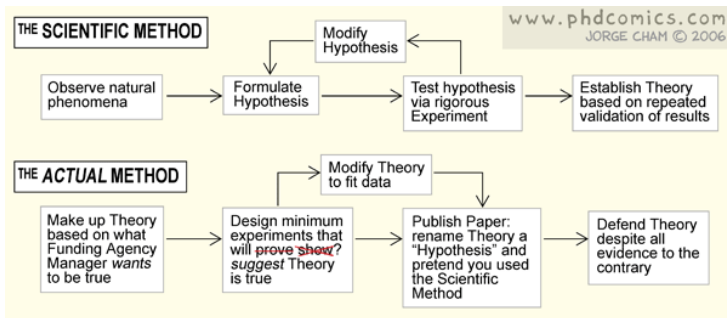 www.phdcomics.com
JORGE CHAM © 2006
THE SCIENTIFIC METHOD
Modify
Hypothesis
Observe natural
phenomena
Formulate
Hypothesis
Test hypothesis
via rigorous
Experiment
Establish Theory
based on repeated
validation of results
THE ACTUAL METHOD
Modify Theory
to fit data
Make up Theory
based on what
Funding Agency
Manager wants
to be true
Design minimum
experiments that
will prove show?
suggest Theory
is true
Publish Paper:
rename Theory a
“Hypothesis” and
pretend you used
the Scientific
Method
Defend Theory
despite all
evidence to the
contrary